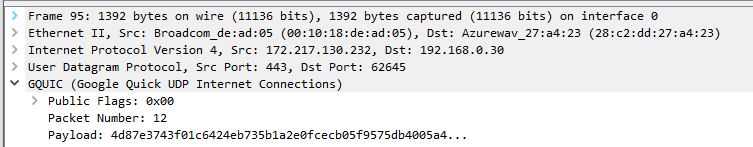 Frame 95: 1392 bytes on wire (11136 bits), 1392 bytes captured (11136 bits) on interface 0
Ethernet II, Src: Broadcom_de:ad:05 (00:10:18:de:ad:05), Dst: Azurewav_27:a4:23 (28:c2:dd:27:a4:23)
Internet Protocol Version 4, Src: 172.217.130.232, Dst: 192.168.0.30
User Datagram Protocol, Src Port: 443, Dst Port: 62645
GQUIC (Google Quick UDP Internet Connections)
Public Flags: 0x00
Packet Number: 12
Payload: 4d87e3743f01c6424eb735b1a2e0fcecb05f9575db4005a4...